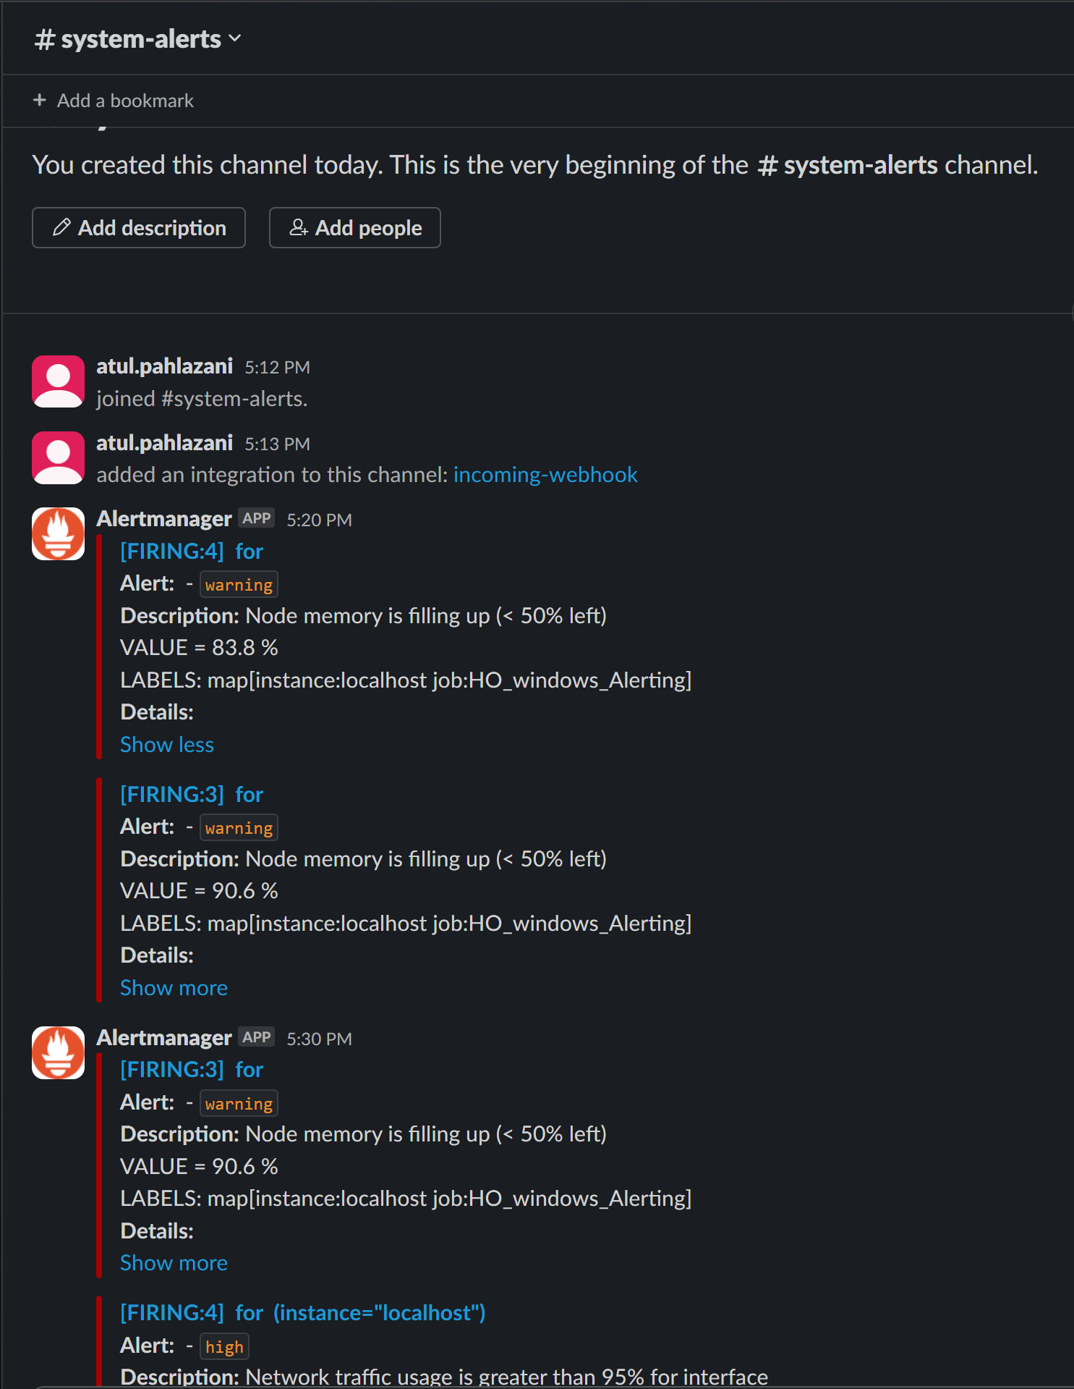 # system-alerts
+ Add a bookmark
You created this channel today. This is the very beginning of the # system-alerts channel.
Add description
Add people
atul.pahlazani 5:12 PM
joined #system-alerts.
atul.pahlazani 5:13 PM
added an integration to this channel: incoming-webhook
Alertmanager APP 5:20 PM
[FIRING:4] for
Alert: - warning
Description: Node memory is filling up (< 50% left)
VALUE = 83.8 %
LABELS: map[instance:localhost job:HO_windows_Alerting]
Details:
Show less
[FIRING:3] for
Alert: - warning
Description: Node memory is filling up (< 50% left)
VALUE = 90.6 %
LABELS: map[instance:localhost job:HO_windows_Alerting]
Details:
Show more
Alertmanager APP 5:30 PM
[FIRING:3] for
Alert: - warning
Description: Node memory is filling up (< 50% left)
VALUE = 90.6 %
LABELS: map[instance:localhost job:HO_windows_Alerting]
Details:
Show more
[FIRING:4] for (instance="localhost")
Alert: - high
Description: Network traffic usage is greater than 95% for interface